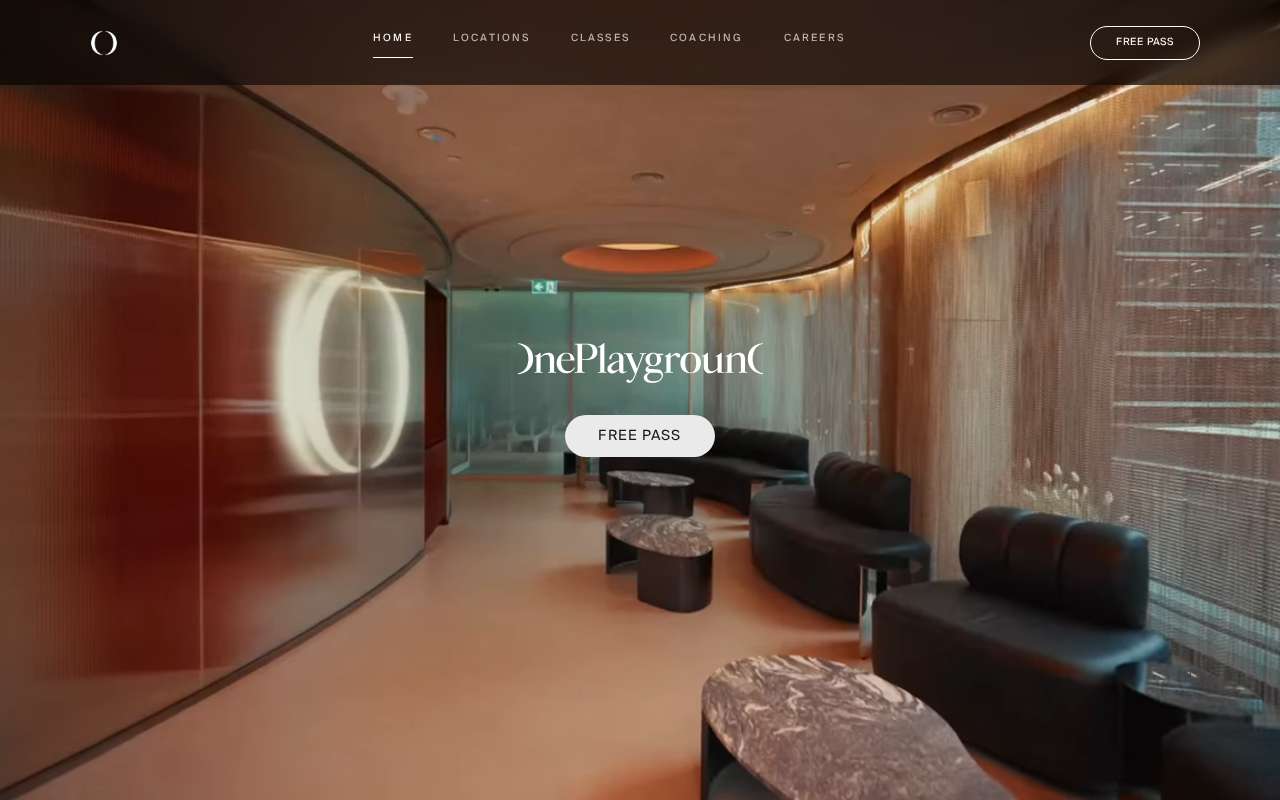 HOME
LOCATIONS
CLASSES
COACHING
CAREERS
FREE PASS
OnePlayground
FREE PASS